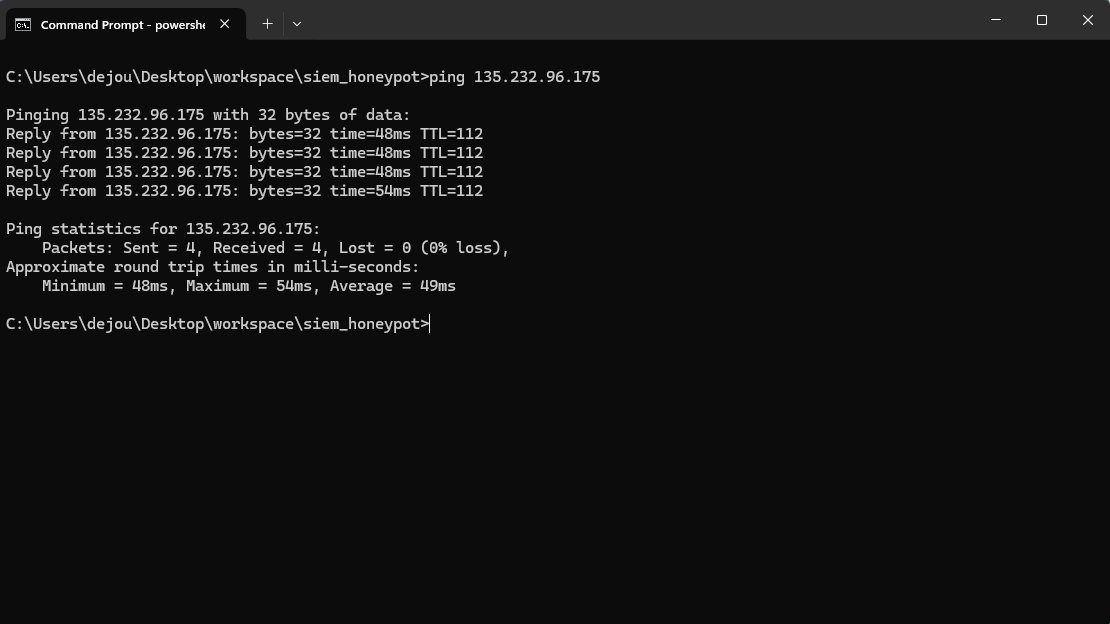 Command Prompt - powershe
C:\Users\dejou\Desktop\workspace\siem_honeypot>ping 135.232.96.175
Pinging 135.232.96.175 with 32 bytes of data:
Reply from 135.232.96.175: bytes=32 time=48ms TTL=112
Reply from 135.232.96.175: bytes=32 time=48ms TTL=112
Reply from 135.232.96.175: bytes=32 time=48ms TTL=112
Reply from 135.232.96.175: bytes=32 time=54ms TTL=112
Ping statistics for 135.232.96.175:
    Packets: Sent = 4, Received = 4, Lost = 0 (0% loss),
Approximate round trip times in milli-seconds:
    Minimum = 48ms, Maximum = 54ms, Average = 49ms
C:\Users\dejou\Desktop\workspace\siem_honeypot>